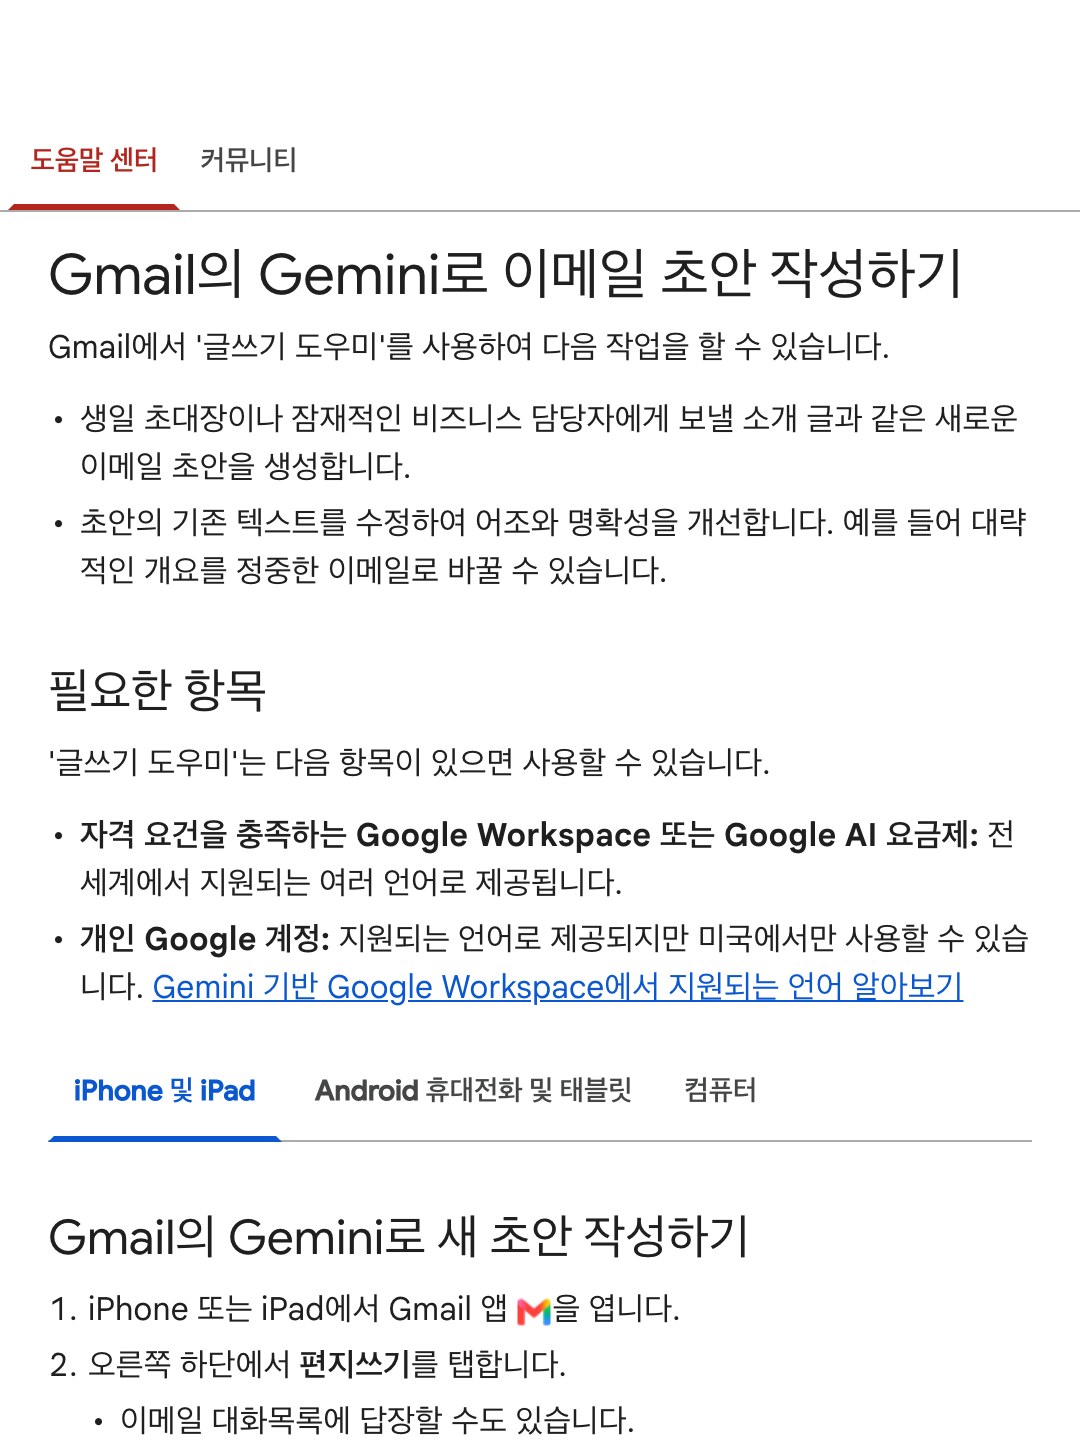 도움말 센터 커뮤니티
Gmail의 Gemini로 이메일 초안 작성하기
Gmail에서 '글쓰기 도우미'를 사용하여 다음 작업을 할 수 있습니다.
• 생일 초대장이나 잠재적인 비즈니스 담당자에게 보낼 소개 글과 같은 새로운
이메일 초안을 생성합니다.
• 초안의 기존 텍스트를 수정하여 어조와 명확성을 개선합니다. 예를 들어 대략
적인 개요를 정중한 이메일로 바꿀 수 있습니다.
필요한 항목
'글쓰기 도우미'는 다음 항목이 있으면 사용할 수 있습니다.
• 자격 요건을 충족하는 Google Workspace 또는 Google AI 요금제: 전
세계에서 지원되는 여러 언어로 제공됩니다.
• 개인 Google 계정: 지원되는 언어로 제공되지만 미국에서만 사용할 수 있습
니다. Gemini 기반 Google Workspace에서 지원되는 언어 알아보기
iPhone 및 iPad Android 휴대전화 및 태블릿 컴퓨터
Gmail의 Gemini로 새 초안 작성하기
1. iPhone 또는 iPad에서 Gmail 앱 을 엽니다.
2. 오른쪽 하단에서 편지쓰기를 탭합니다.
• 이메일 대화목록에 답장할 수도 있습니다.